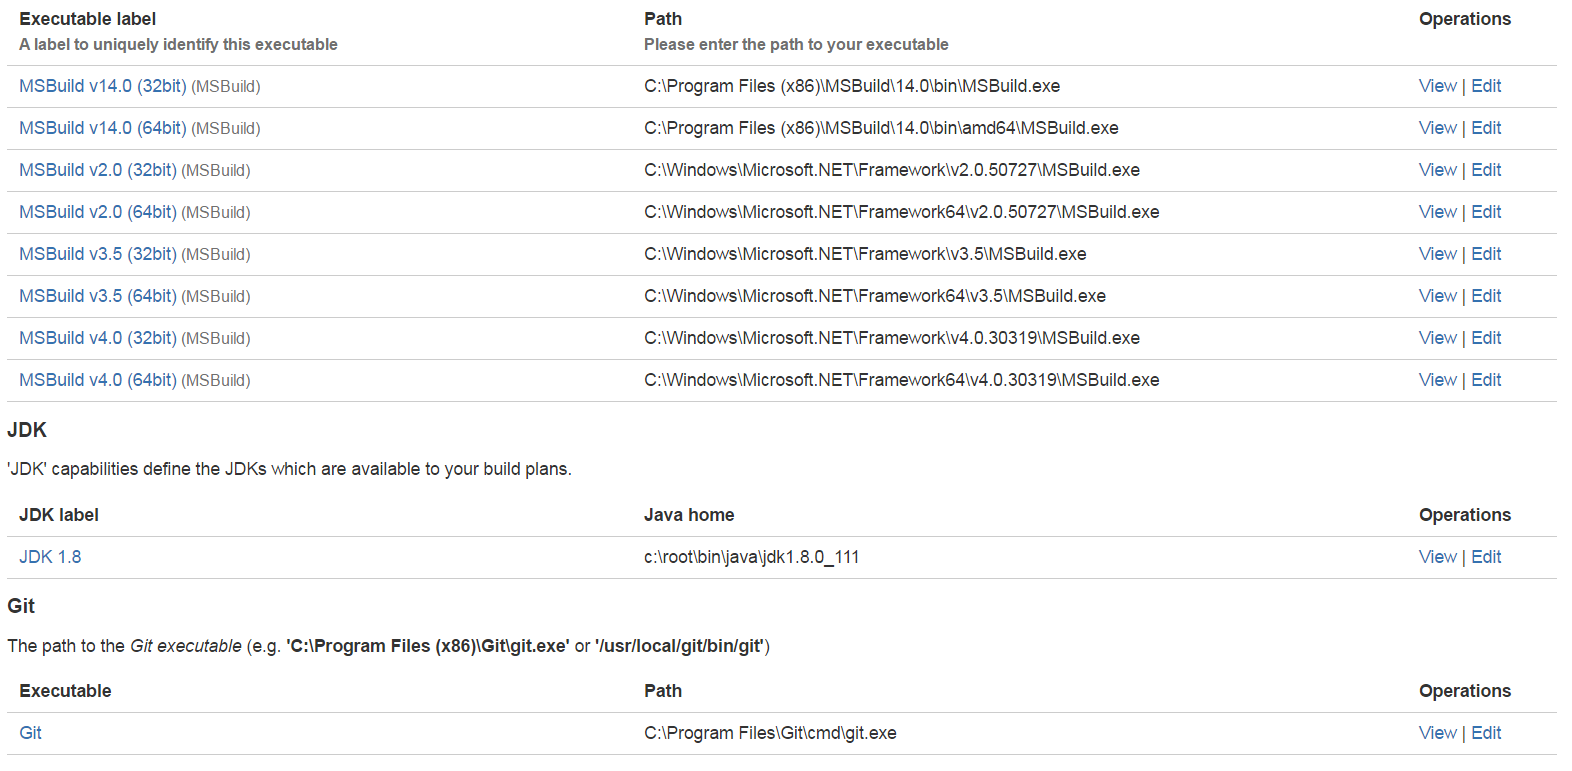 Executable label Path Operations
A label to uniquely identify this executable Please enter the path to your executable
MSBuild v14.0 (32bit) (MSBuild) C:\Program Files (x86)\MSBuild\14.0\bin\MSBuild.exe View | Edit
MSBuild v14.0 (64bit) (MSBuild) C:\Program Files (x86)\MSBuild\14.0\bin\amd64\MSBuild.exe View | Edit
MSBuild v2.0 (32bit) (MSBuild) C:\Windows\Microsoft.NET\Framework\v2.0.50727\MSBuild.exe View | Edit
MSBuild v2.0 (64bit) (MSBuild) C:\Windows\Microsoft.NET\Framework64\v2.0.50727\MSBuild.exe View | Edit
MSBuild v3.5 (32bit) (MSBuild) C:\Windows\Microsoft.NET\Framework\v3.5\MSBuild.exe View | Edit
MSBuild v3.5 (64bit) (MSBuild) C:\Windows\Microsoft.NET\Framework64\v3.5\MSBuild.exe View | Edit
MSBuild v4.0 (32bit) (MSBuild) C:\Windows\Microsoft.NET\Framework\v4.0.30319\MSBuild.exe View | Edit
MSBuild v4.0 (64bit) (MSBuild) C:\Windows\Microsoft.NET\Framework64\v4.0.30319\MSBuild.exe View | Edit
JDK
'JDK' capabilities define the JDKs which are available to your build plans.
JDK label Java home Operations
JDK 1.8 c:\root\bin\java\jdk1.8.0_111 View | Edit
Git
The path to the Git executable (e.g. 'C:\Program Files (x86)\Git\git.exe' or '/usr/local/git/bin/git')
Executable Path Operations
Git C:\Program Files\Git\cmd\git.exe View | Edit